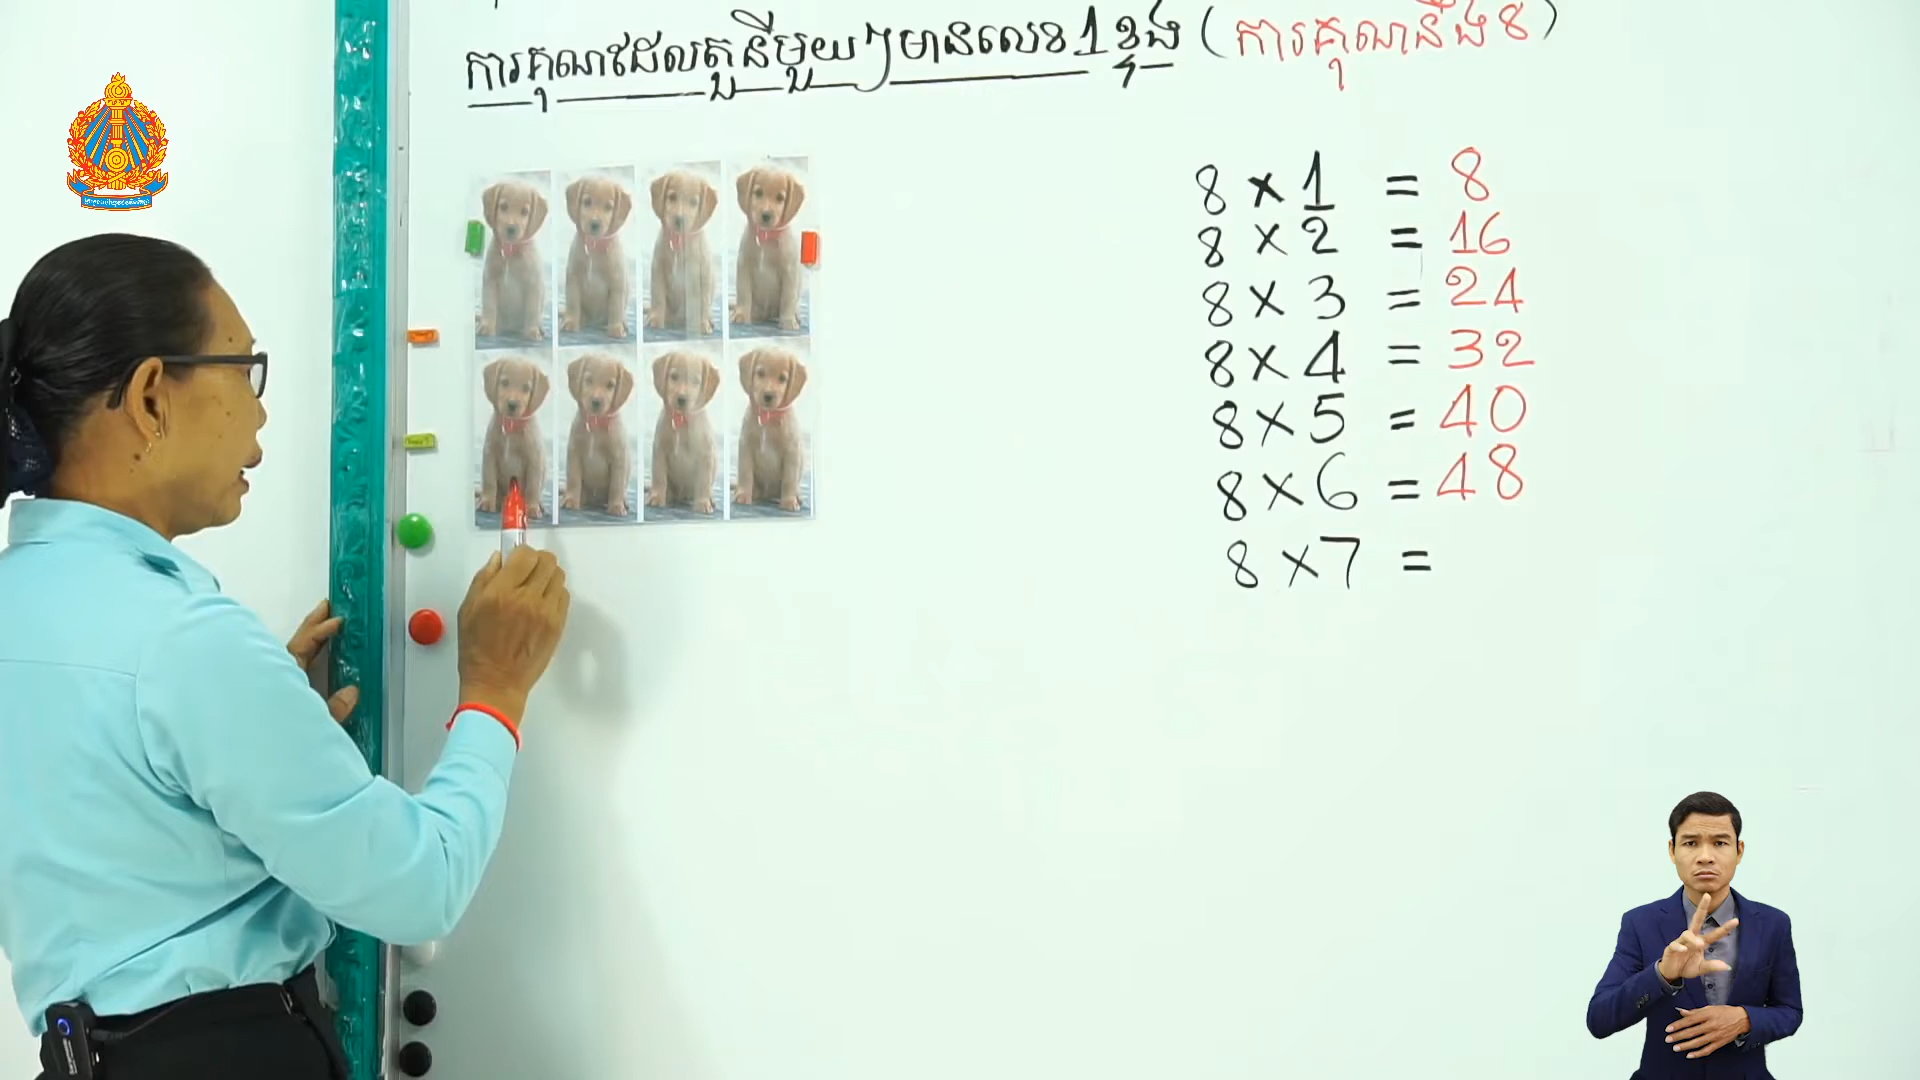 ការគុណដែលតួនីមួយៗមានលេខ1ខ្ទង់ (ការគុណនឹង8)
8 × 1 = 8
8 × 2 = 16
8 × 3 = 24
8 × 4 = 32
8 × 5 = 40
8 × 6 = 48
8 × 7 =